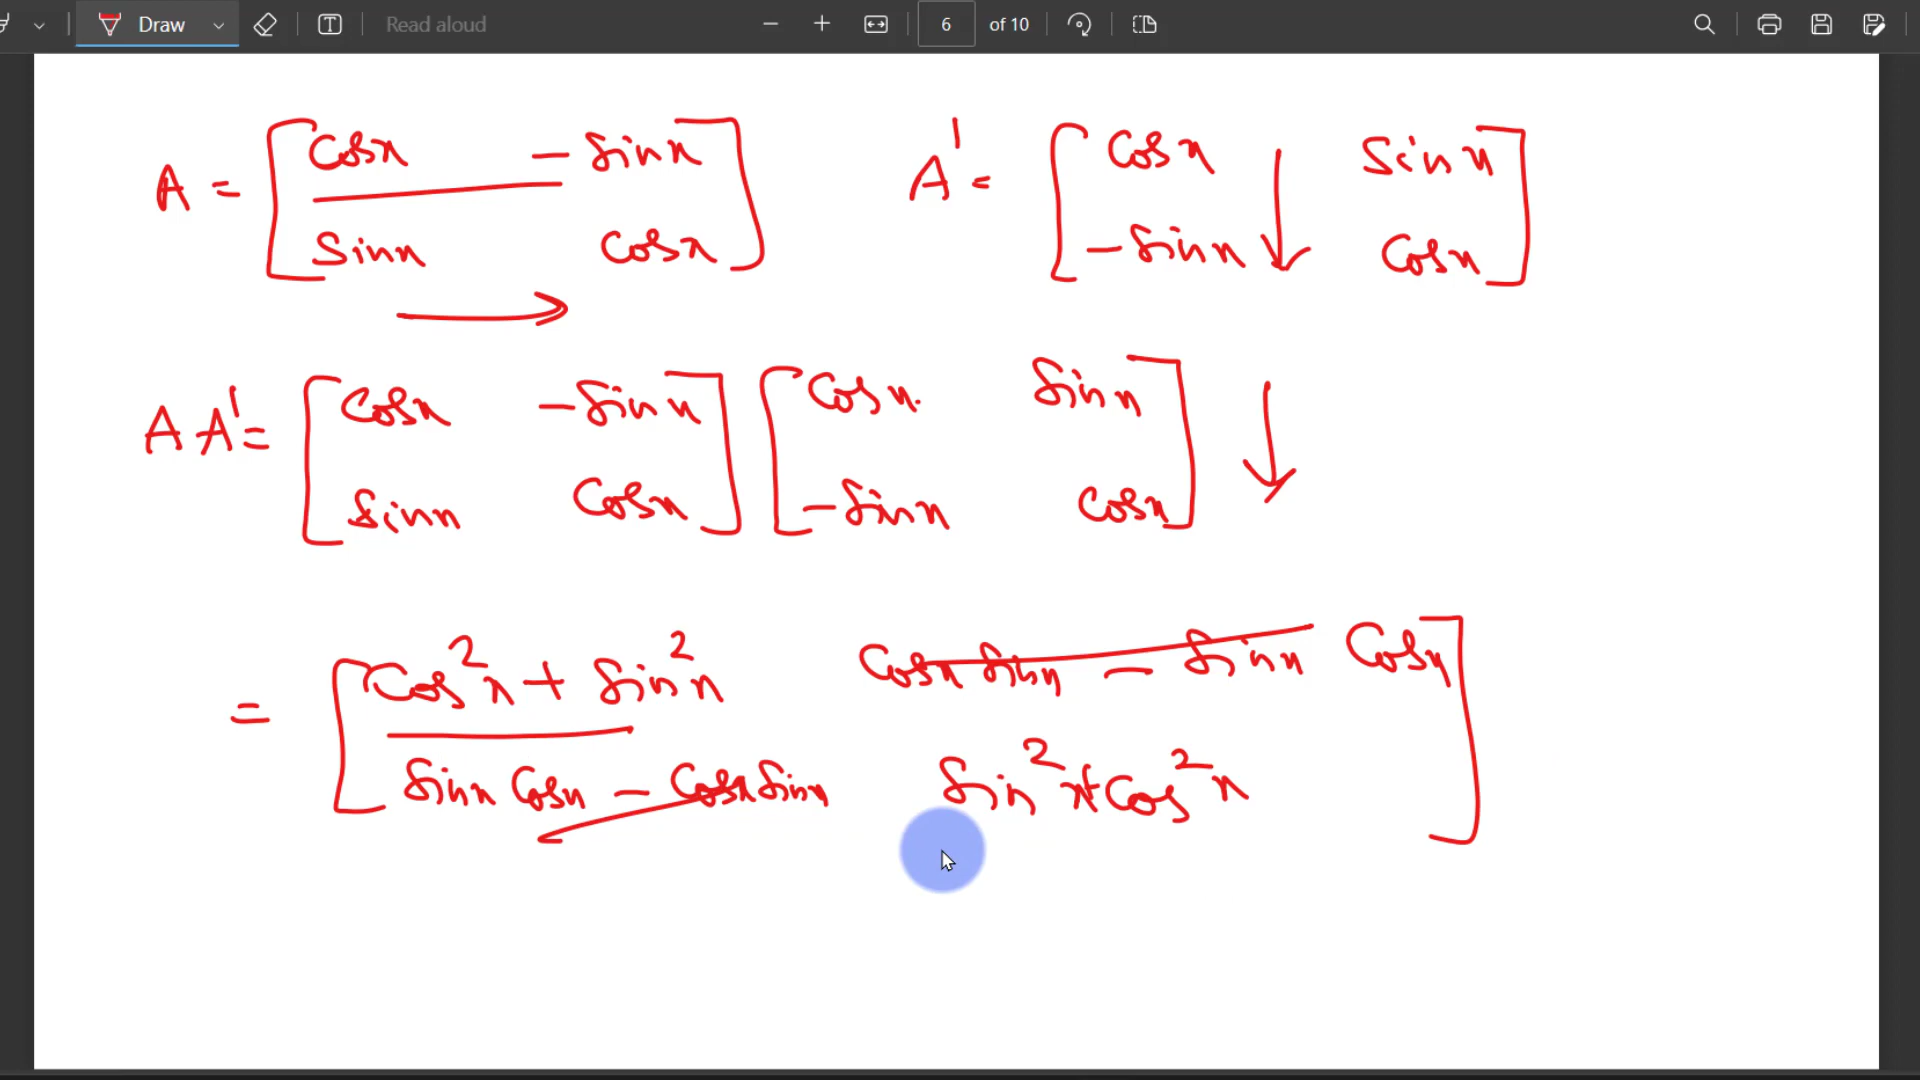 Draw T Read aloud 6 of 10
A = [ Cosx - Sinx ] A' = [ Cosx Sinx ]
[ Sinx Cosx ] [ - Sinx Cosx ]
AA' = [ Cosx - Sinx ] [ Cosx Sinx ]
[ Sinx Cosx ] [ - Sinx Cosx ]
= [ Cos²x + Sin²x Cosx Sinx - Sinx Cosx ]
[ Sinx Cosx - Cosx Sinx Sin²x + Cos²x ]